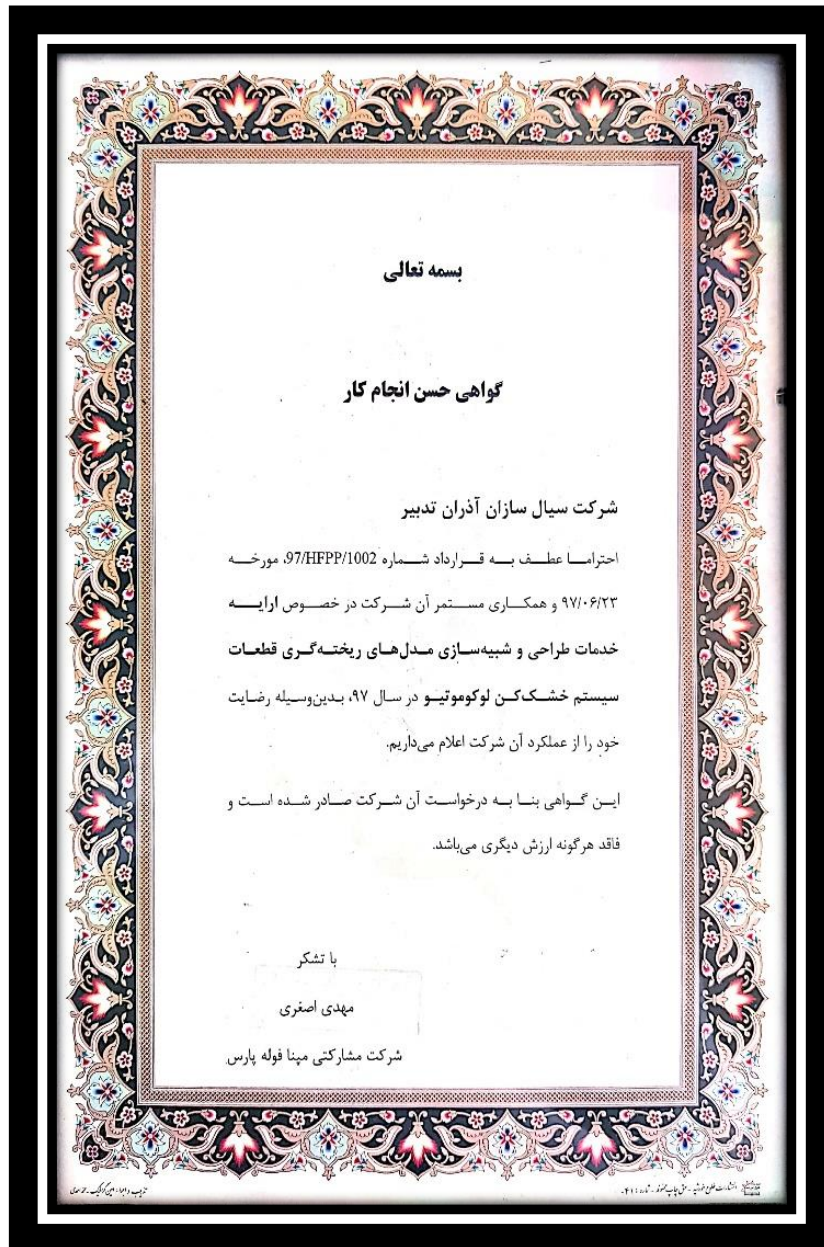 بسمه تعالی
گواهی حسن انجام کار
شرکت سیال سازان آذران تدبیر
احتراما عطف به قرارداد شماره 97/HFPP/1002، مورخه
۹۷/۰۶/۲۳ و همکاری مستمر آن شرکت در خصوص ارایه
خدمات طراحی و شبیه‌سازی مدل‌های ریخته‌گری قطعات
سیستم خشک‌کن لوکوموتیو در سال ۹۷، بدین‌وسیله رضایت
خود را از عملکرد آن شرکت اعلام می‌داریم.
این گواهی بنا به درخواست آن شرکت صادر شده است و
فاقد هرگونه ارزش دیگری می‌باشد.
با تشکر
مهدی اصغری
شرکت مشارکتی مپنا فوله پارس